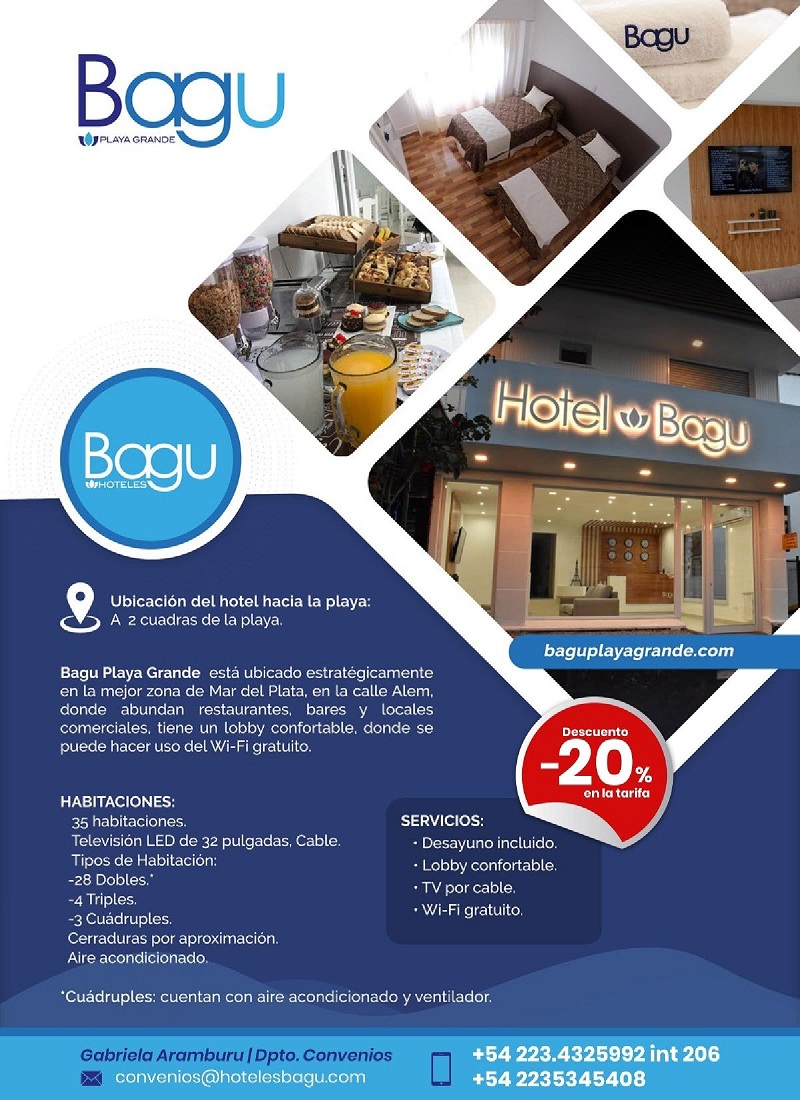 Bagu
PLAYA GRANDE
Bagu
Hotel Bagu
Bagu
HOTELES
baguplayagrande.com
Ubicación del hotel hacia la playa:
A 2 cuadras de la playa.
Bagu Playa Grande está ubicado estratégicamente
en la mejor zona de Mar del Plata, en la calle Alem,
donde abundan restaurantes, bares y locales
comerciales, tiene un lobby confortable, donde se
puede hacer uso del Wi-Fi gratuito.
Descuento
-20%
en la tarifa
HABITACIONES:
35 habitaciones.
Televisión LED de 32 pulgadas, Cable.
Tipos de Habitación:
-28 Dobles.*
-4 Triples.
-3 Cuádruples.
Cerraduras por aproximación.
Aire acondicionado.
SERVICIOS:
• Desayuno incluido.
• Lobby confortable.
• TV por cable.
• Wi-Fi gratuito.
*Cuádruples: cuentan con aire acondicionado y ventilador.
Gabriela Aramburu | Dpto. Convenios
convenios@hotelesbagu.com
+54 223.4325992 int 206
+54 2235345408